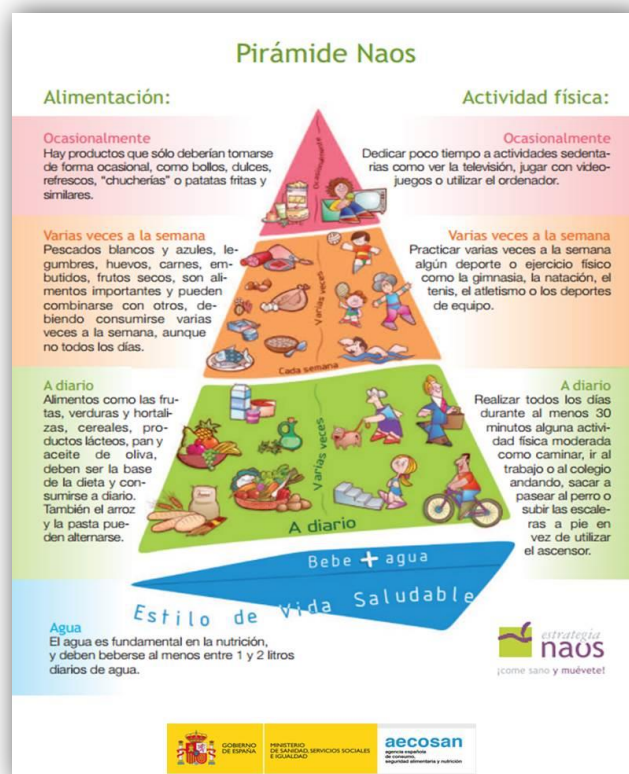 Pirámide Naos
Alimentación:
Actividad física:
Ocasionalmente
Hay productos que sólo deberían tomarse
de forma ocasional, como bollos, dulces,
refrescos, "chucherías" o patatas fritas y
similares.
Ocasionalmente
Dedicar poco tiempo a actividades sedenta-
rias como ver la televisión, jugar con video-
juegos o utilizar el ordenador.
Ocasionalmente
Varias veces a la semana
Pescados blancos y azules, le-
gumbres, huevos, carnes, em-
butidos, frutos secos, son ali-
mentos importantes y pueden
combinarse con otros, de-
biendo consumirse varias
veces a la semana, aunque
no todos los días.
Varias veces
Cada semana
Varias veces a la semana
Practicar varias veces a la semana
algún deporte o ejercicio físico
como la gimnasia, la natación, el
tenis, el atletismo o los deportes
de equipo.
A diario
Alimentos como las fru-
tas, verduras y hortali-
zas, cereales, pro-
ductos lácteos, pan y
aceite de oliva,
deben ser la base
de la dieta y con-
sumirse a diario.
También el arroz
y la pasta pue-
den alternarse.
Varias veces
A diario
A diario
Realizar todos los días
durante al menos 30
minutos alguna activi-
dad física moderada
como caminar, ir al
trabajo o al colegio
andando, sacar a
pasear al perro o
subir las escale-
ras a pie en
vez de utilizar
el ascensor.
Bebe + agua
Estilo de Vida Saludable
Agua
El agua es fundamental en la nutrición,
y deben beberse al menos entre 1 y 2 litros
diarios de agua.
estrategia
naos
¡come sano y muévete!
GOBIERNO
DE ESPAÑA
MINISTERIO
DE SANIDAD, SERVICIOS SOCIALES
E IGUALDAD
aecosan
agencia española
de consumo,
seguridad alimentaria y nutrición